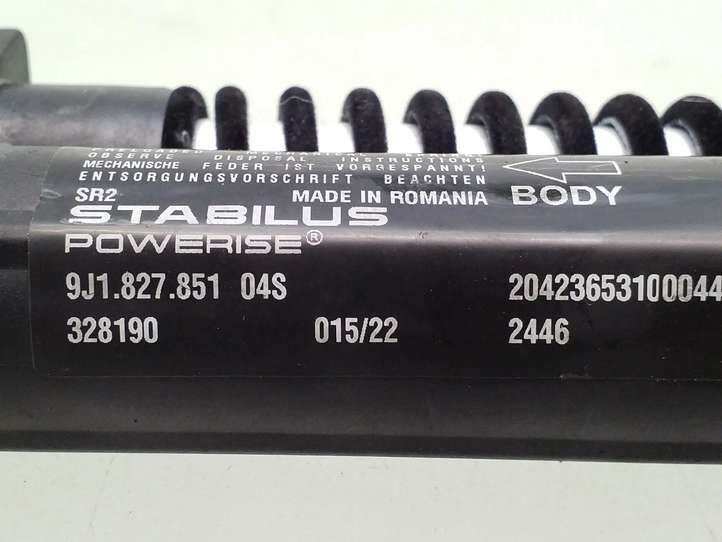 OBSERVE DISPOSAL INSTRUCTIONS
MECHANISCHE FEDER IST VORGESPANNT!
ENTSORGUNGSVORSCHRIFT BEACHTEN
SR2 MADE IN ROMANIA BODY
STABILUS
POWERISE®
9J1.827.851 04S 20423653100044
328190 015/22 2446